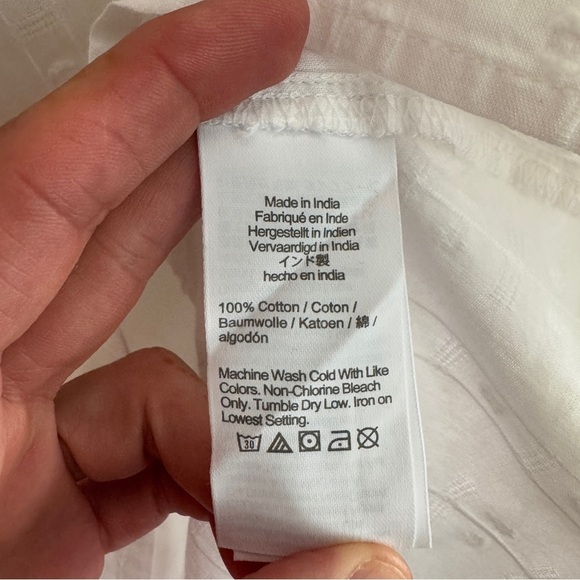 Made in India
Fabriqué en Inde
Hergestellt in Indien
Vervaardigd in India
インド製
hecho en india
100% Cotton / Coton /
Baumwolle / Katoen / 綿 /
algodón
Machine Wash Cold With Like
Colors. Non-Chlorine Bleach
Only. Tumble Dry Low. Iron on
Lowest Setting.
30